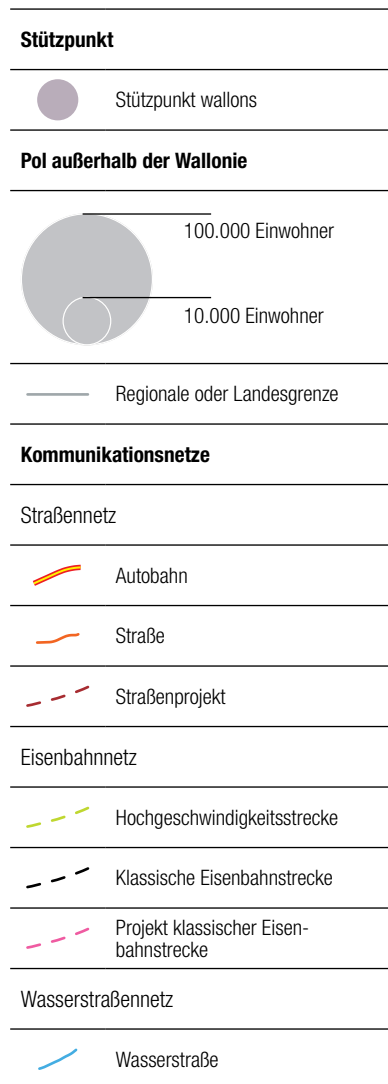 Stützpunkt
Stützpunkt wallons
Pol außerhalb der Wallonie
100.000 Einwohner
10.000 Einwohner
Regionale oder Landesgrenze
Kommunikationsnetze
Straßennetz
Autobahn
Straße
Straßenprojekt
Eisenbahnnetz
Hochgeschwindigkeitsstrecke
Klassische Eisenbahnstrecke
Projekt klassischer Eisen-
bahnstrecke
Wasserstraßennetz
Wasserstraße